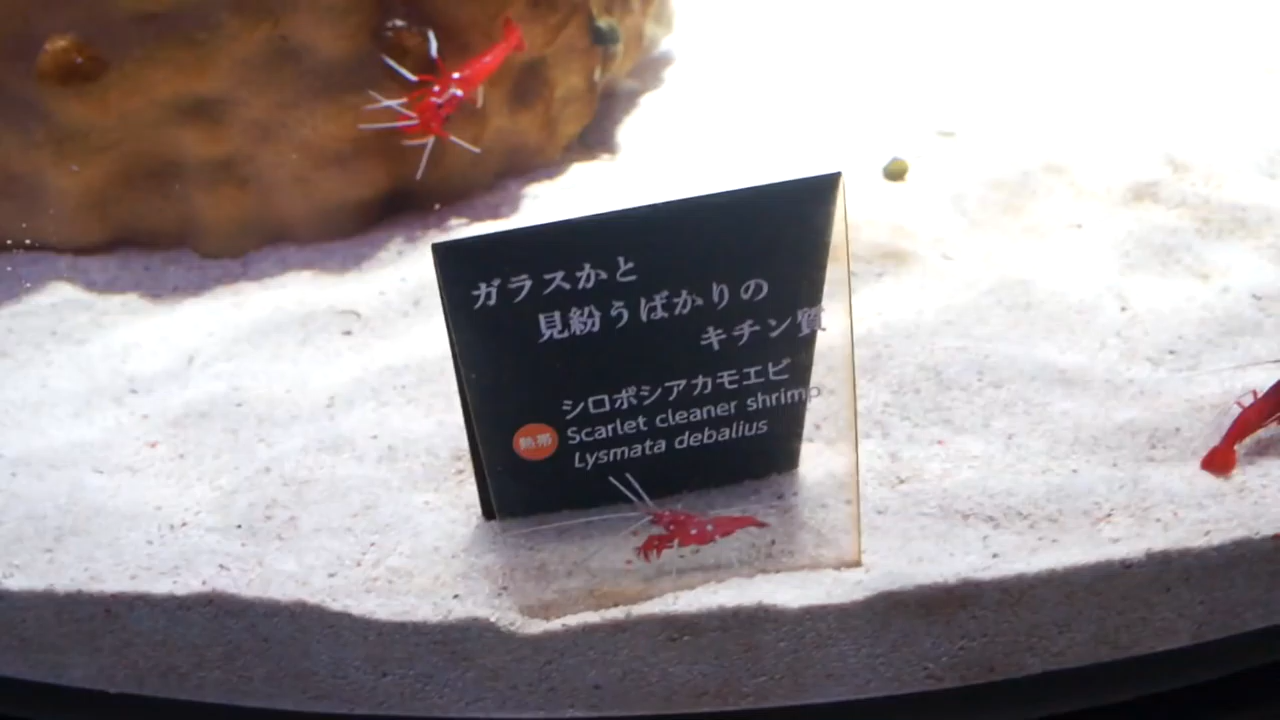 ガラスかと
見紛うばかりの
キチン質
シロボシアカモエビ
熱帯
Scarlet cleaner shrimp
Lysmata debalius